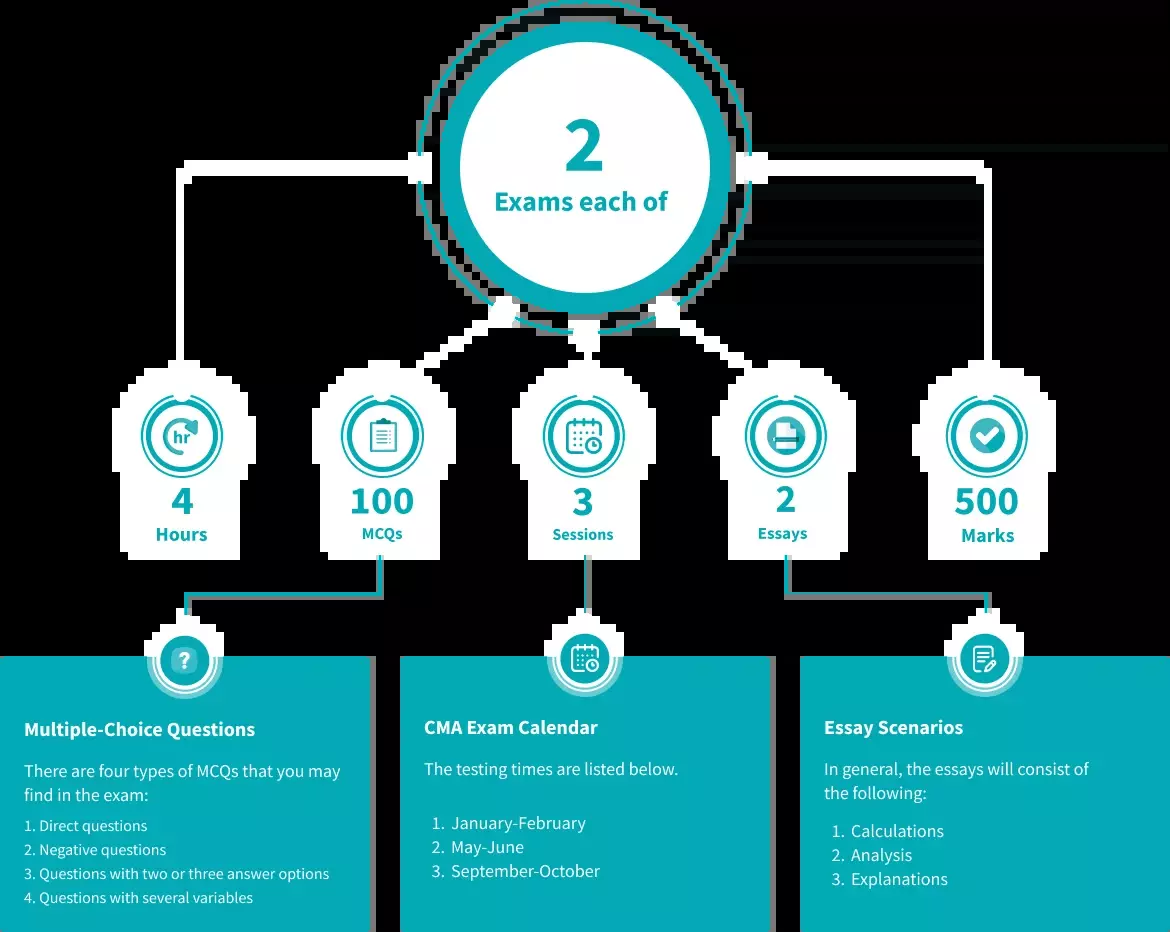 2
Exams each of
hr
4
Hours
100
MCQs
3
Sessions
2
Essays
500
Marks
?
Multiple-Choice Questions
There are four types of MCQs that you may
find in the exam:
1. Direct questions
2. Negative questions
3. Questions with two or three answer options
4. Questions with several variables
CMA Exam Calendar
The testing times are listed below.
1. January-February
2. May-June
3. September-October
Essay Scenarios
In general, the essays will consist of
the following:
1. Calculations
2. Analysis
3. Explanations